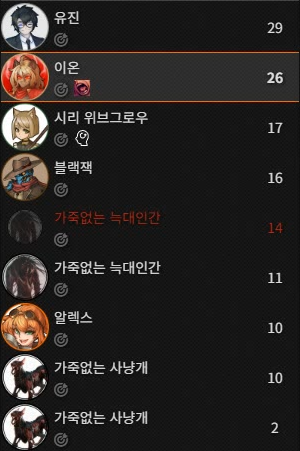 유진 29
이온 26
시리 위브그로우 17
블랙잭 16
가죽없는 늑대인간 14
가죽없는 늑대인간 11
알렉스 10
가죽없는 사냥개 10
가죽없는 사냥개 2